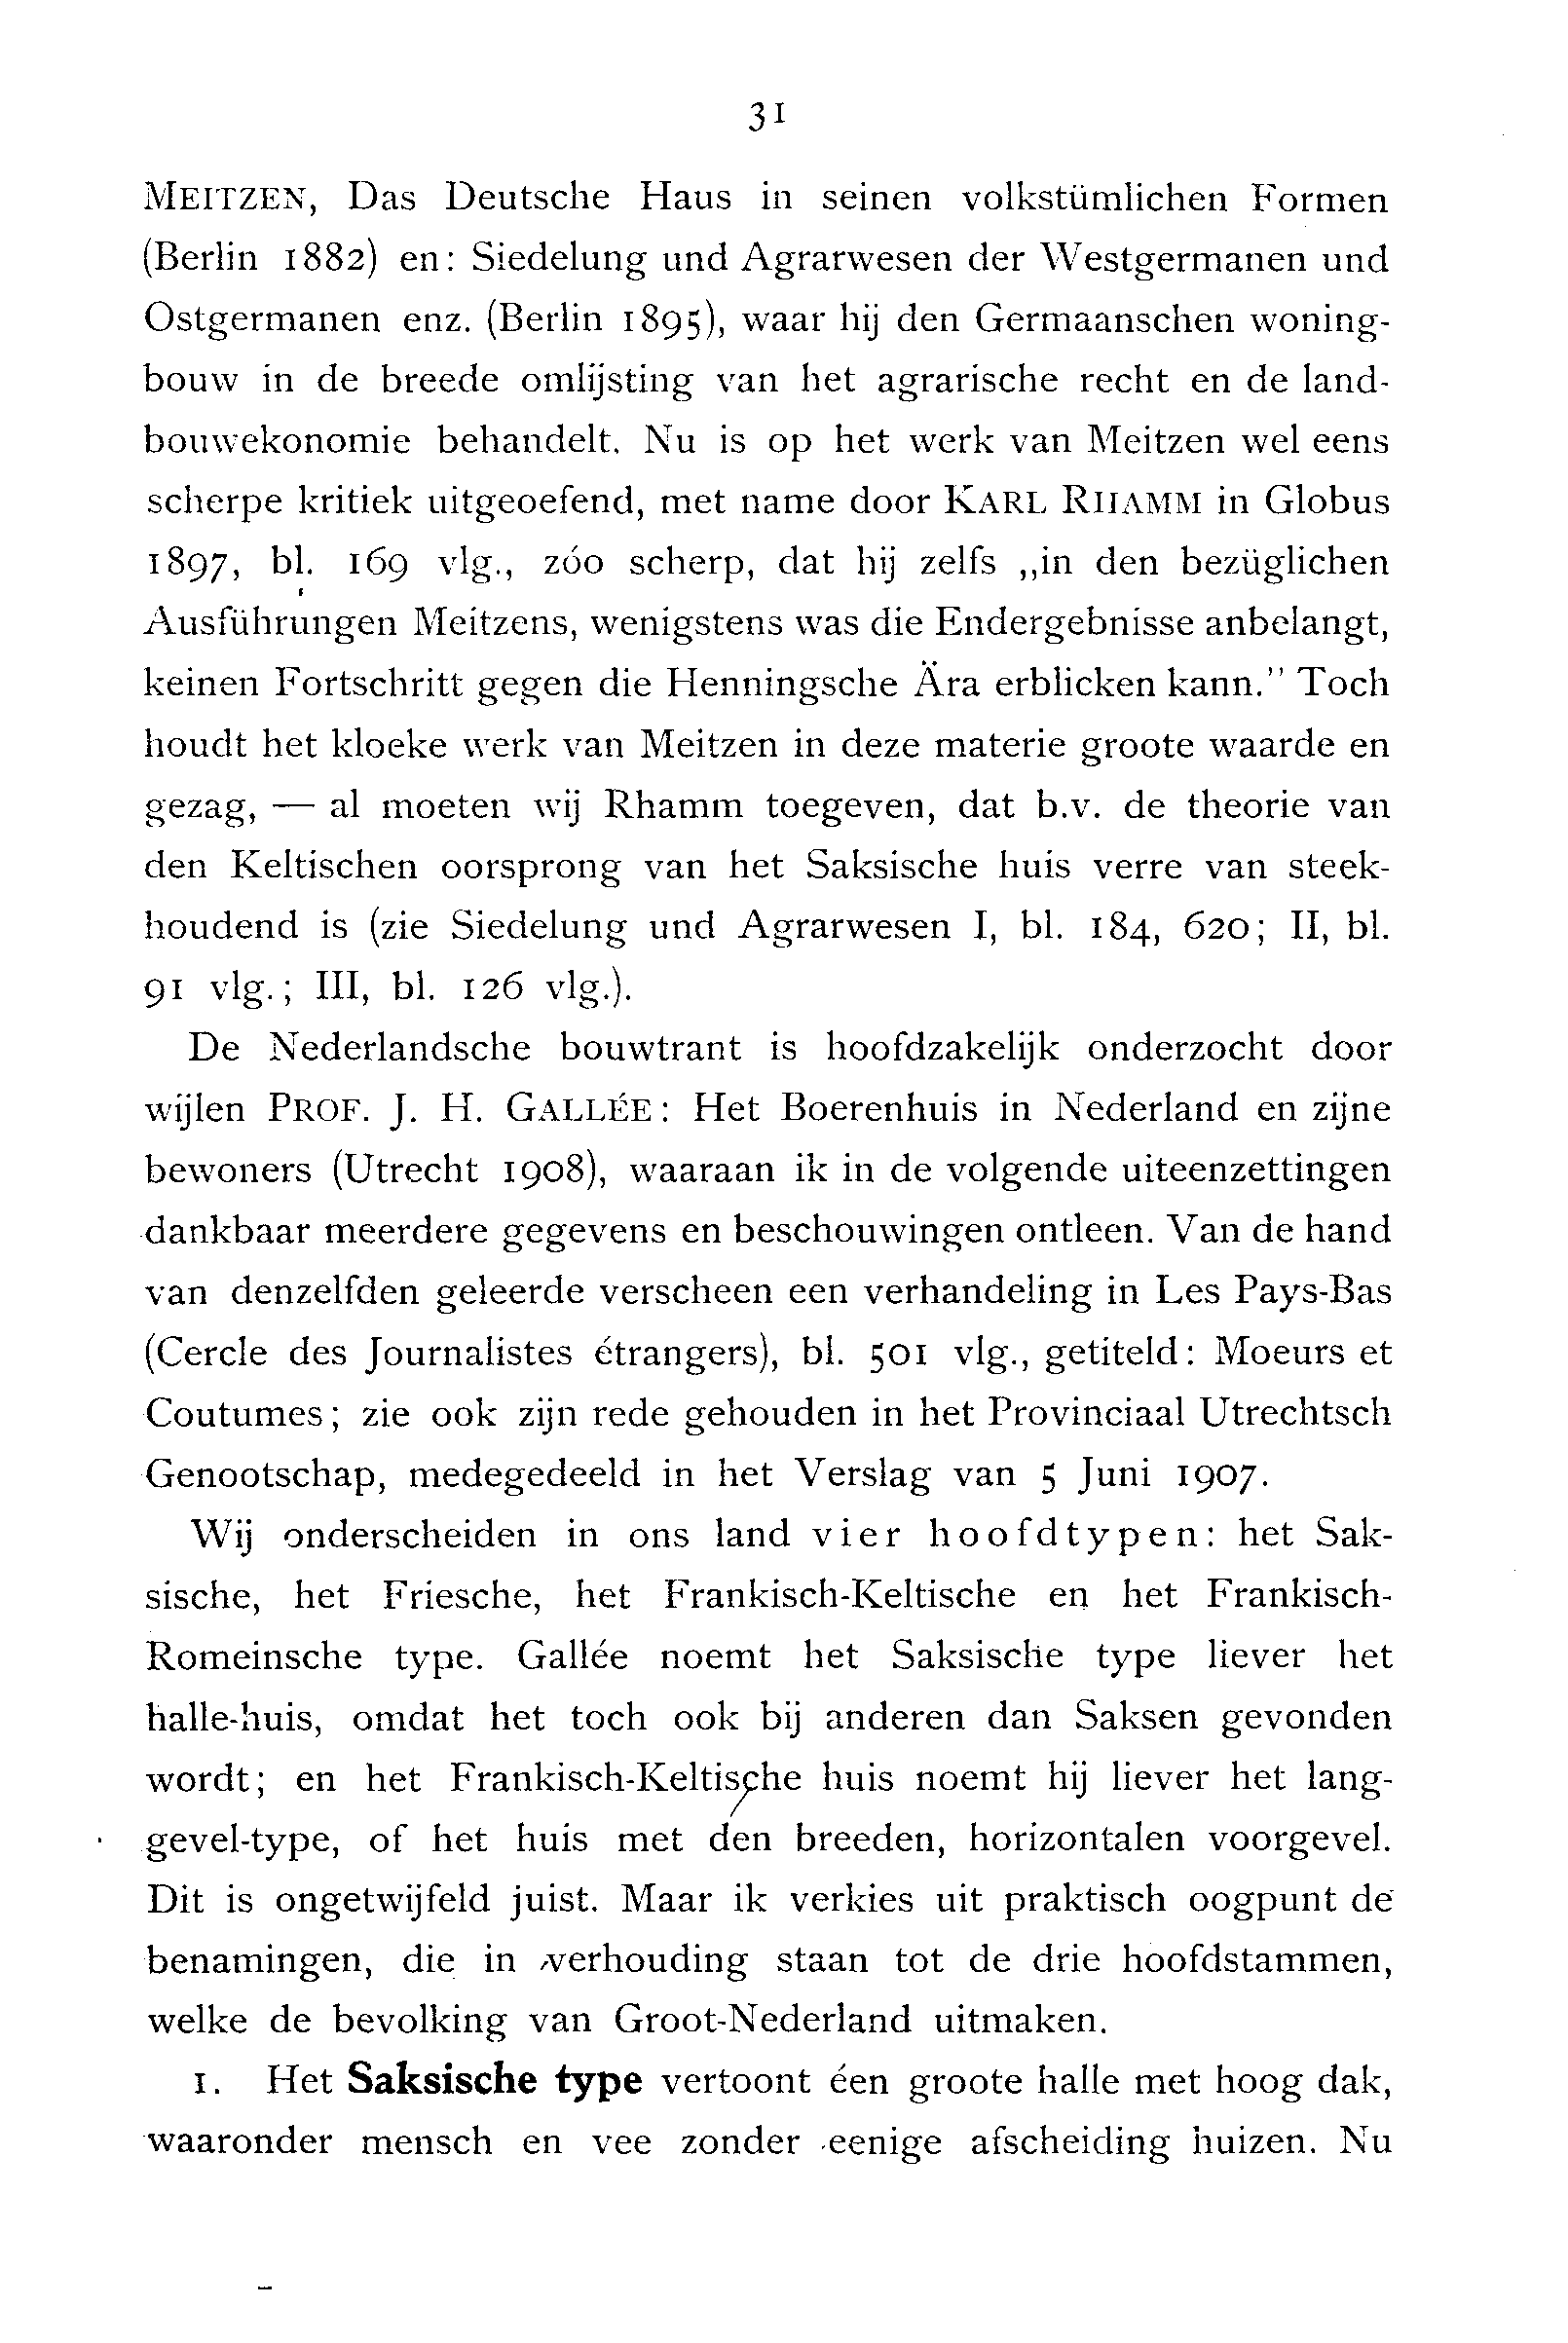 31
MEITZEN, Das Deutsche Haus in seinen volkstümlichen Formen
(Berlin 1882) en: Siedelung und Agrarwesen der Westgermanen und
Ostgermanen enz. (Berlin 1895), waar hij den Germaanschen woning-
bouw in de breede omlijsting van het agrarische recht en de land-
bouwekonomie behandelt. Nu is op het werk van Meitzen wel eens
scherpe kritiek uitgeoefend, met name door KARL RHAMM in Globus
1897, bl. 169 vlg., zóo scherp, dat hij zelfs „in den bezüglichen
Ausführungen Meitzens, wenigstens was die Endergebnisse anbelangt,
keinen Fortschritt gegen die Henningsche Ära erblicken kann.” Toch
houdt het kloeke werk van Meitzen in deze materie groote waarde en
gezag, — al moeten wij Rhamm toegeven, dat b.v. de theorie van
den Keltischen oorsprong van het Saksische huis verre van steek-
houdend is (zie Siedelung und Agrarwesen I, bl. 184, 620; II, bl.
91 vlg.; III, bl. 126 vlg.).
De Nederlandsche bouwtrant is hoofdzakelijk onderzocht door
wijlen PROF. J. H. GALLÉE: Het Boerenhuis in Nederland en zijne
bewoners (Utrecht 1908), waaraan ik in de volgende uiteenzettingen
dankbaar meerdere gegevens en beschouwingen ontleen. Van de hand
van denzelfden geleerde verscheen een verhandeling in Les Pays-Bas
(Cercle des Journalistes étrangers), bl. 501 vlg., getiteld: Moeurs et
Coutumes; zie ook zijn rede gehouden in het Provinciaal Utrechtsch
Genootschap, medegedeeld in het Verslag van 5 Juni 1907.
Wij onderscheiden in ons land vier hoofdtypen: het Sak-
sische, het Friesche, het Frankisch-Keltische en het Frankisch-
Romeinsche type. Gallée noemt het Saksische type liever het
halle-huis, omdat het toch ook bij anderen dan Saksen gevonden
wordt; en het Frankisch-Keltische huis noemt hij liever het lang-
gevel-type, of het huis met den breeden, horizontalen voorgevel.
Dit is ongetwijfeld juist. Maar ik verkies uit praktisch oogpunt de
benamingen, die in verhouding staan tot de drie hoofdstammen,
welke de bevolking van Groot-Nederland uitmaken.
1. Het Saksische type vertoont éen groote halle met hoog dak,
waaronder mensch en vee zonder eenige afscheiding huizen. Nu